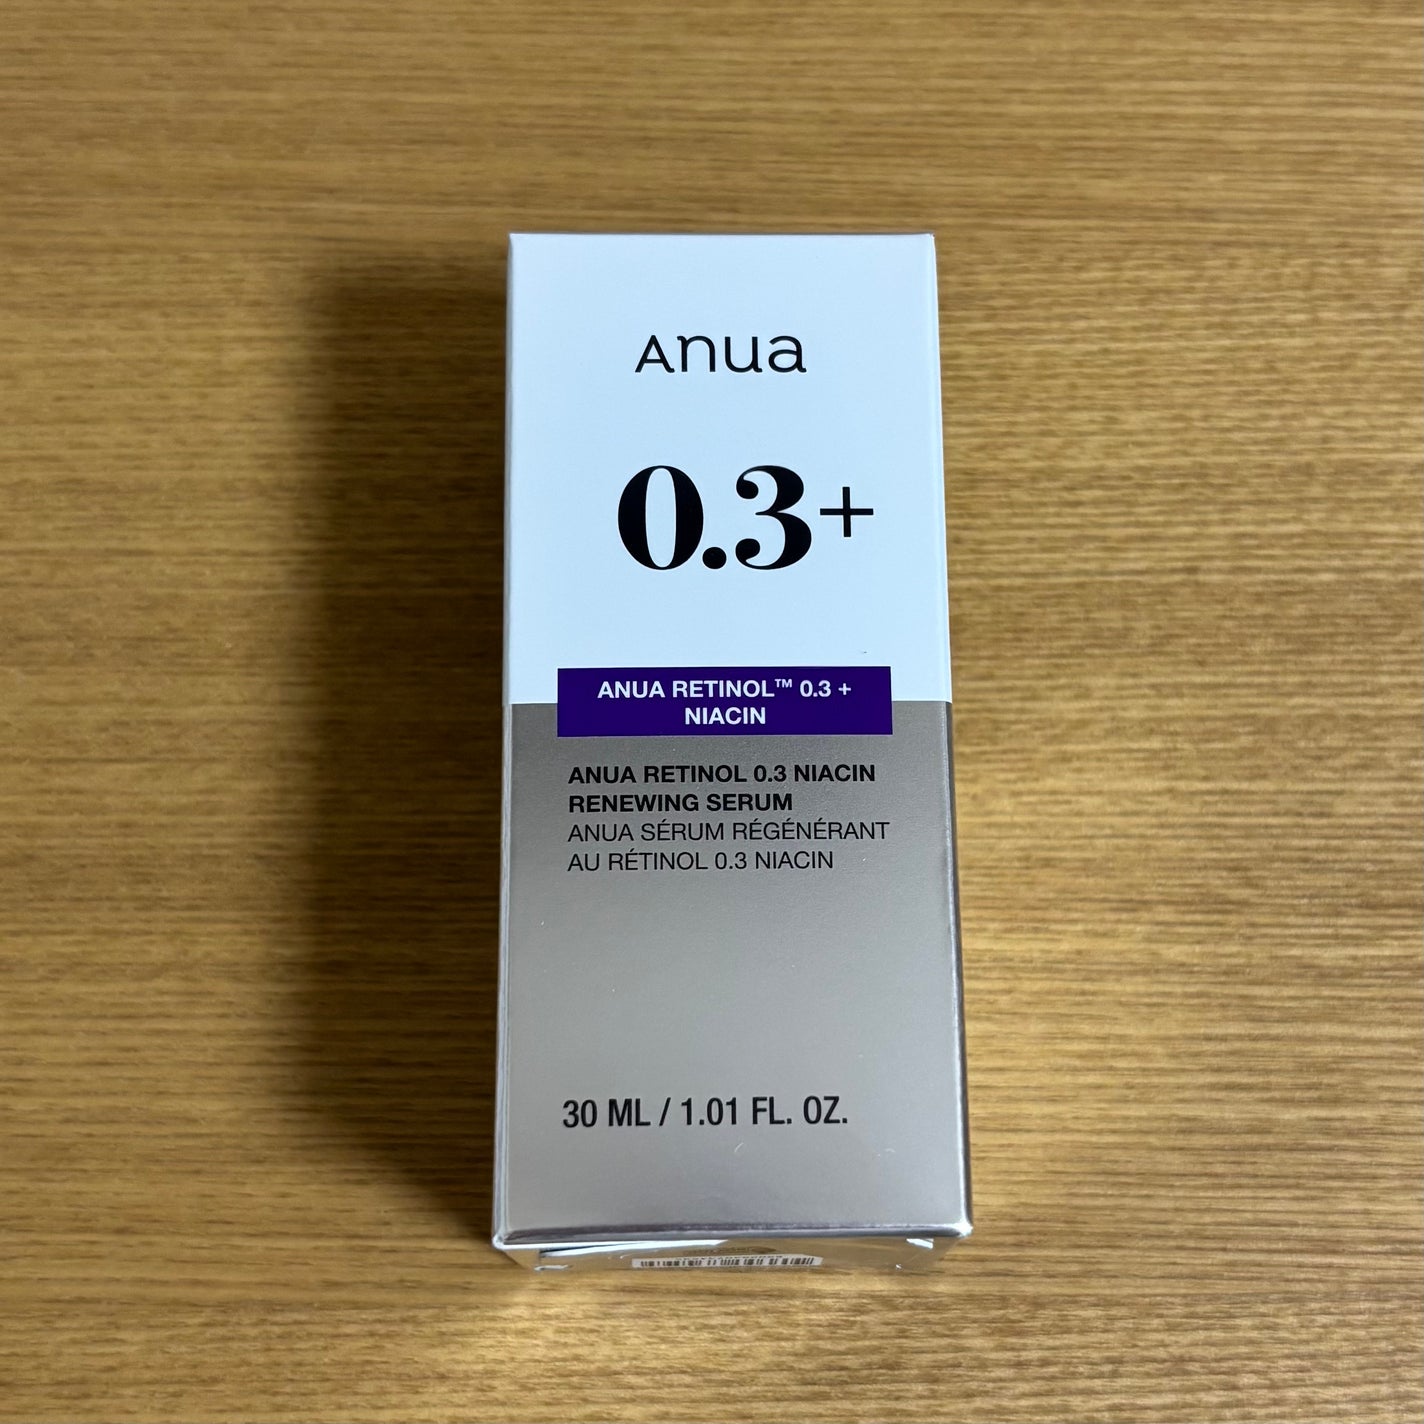 Anua
0.3+
ANUA RETINOL™ 0.3 +
NIACIN
ANUA RETINOL 0.3 NIACIN
RENEWING SERUM
ANUA SÉRUM RÉGÉNÉRANT
AU RÉTINOL 0.3 NIACIN
30 ML / 1.01 FL. OZ.